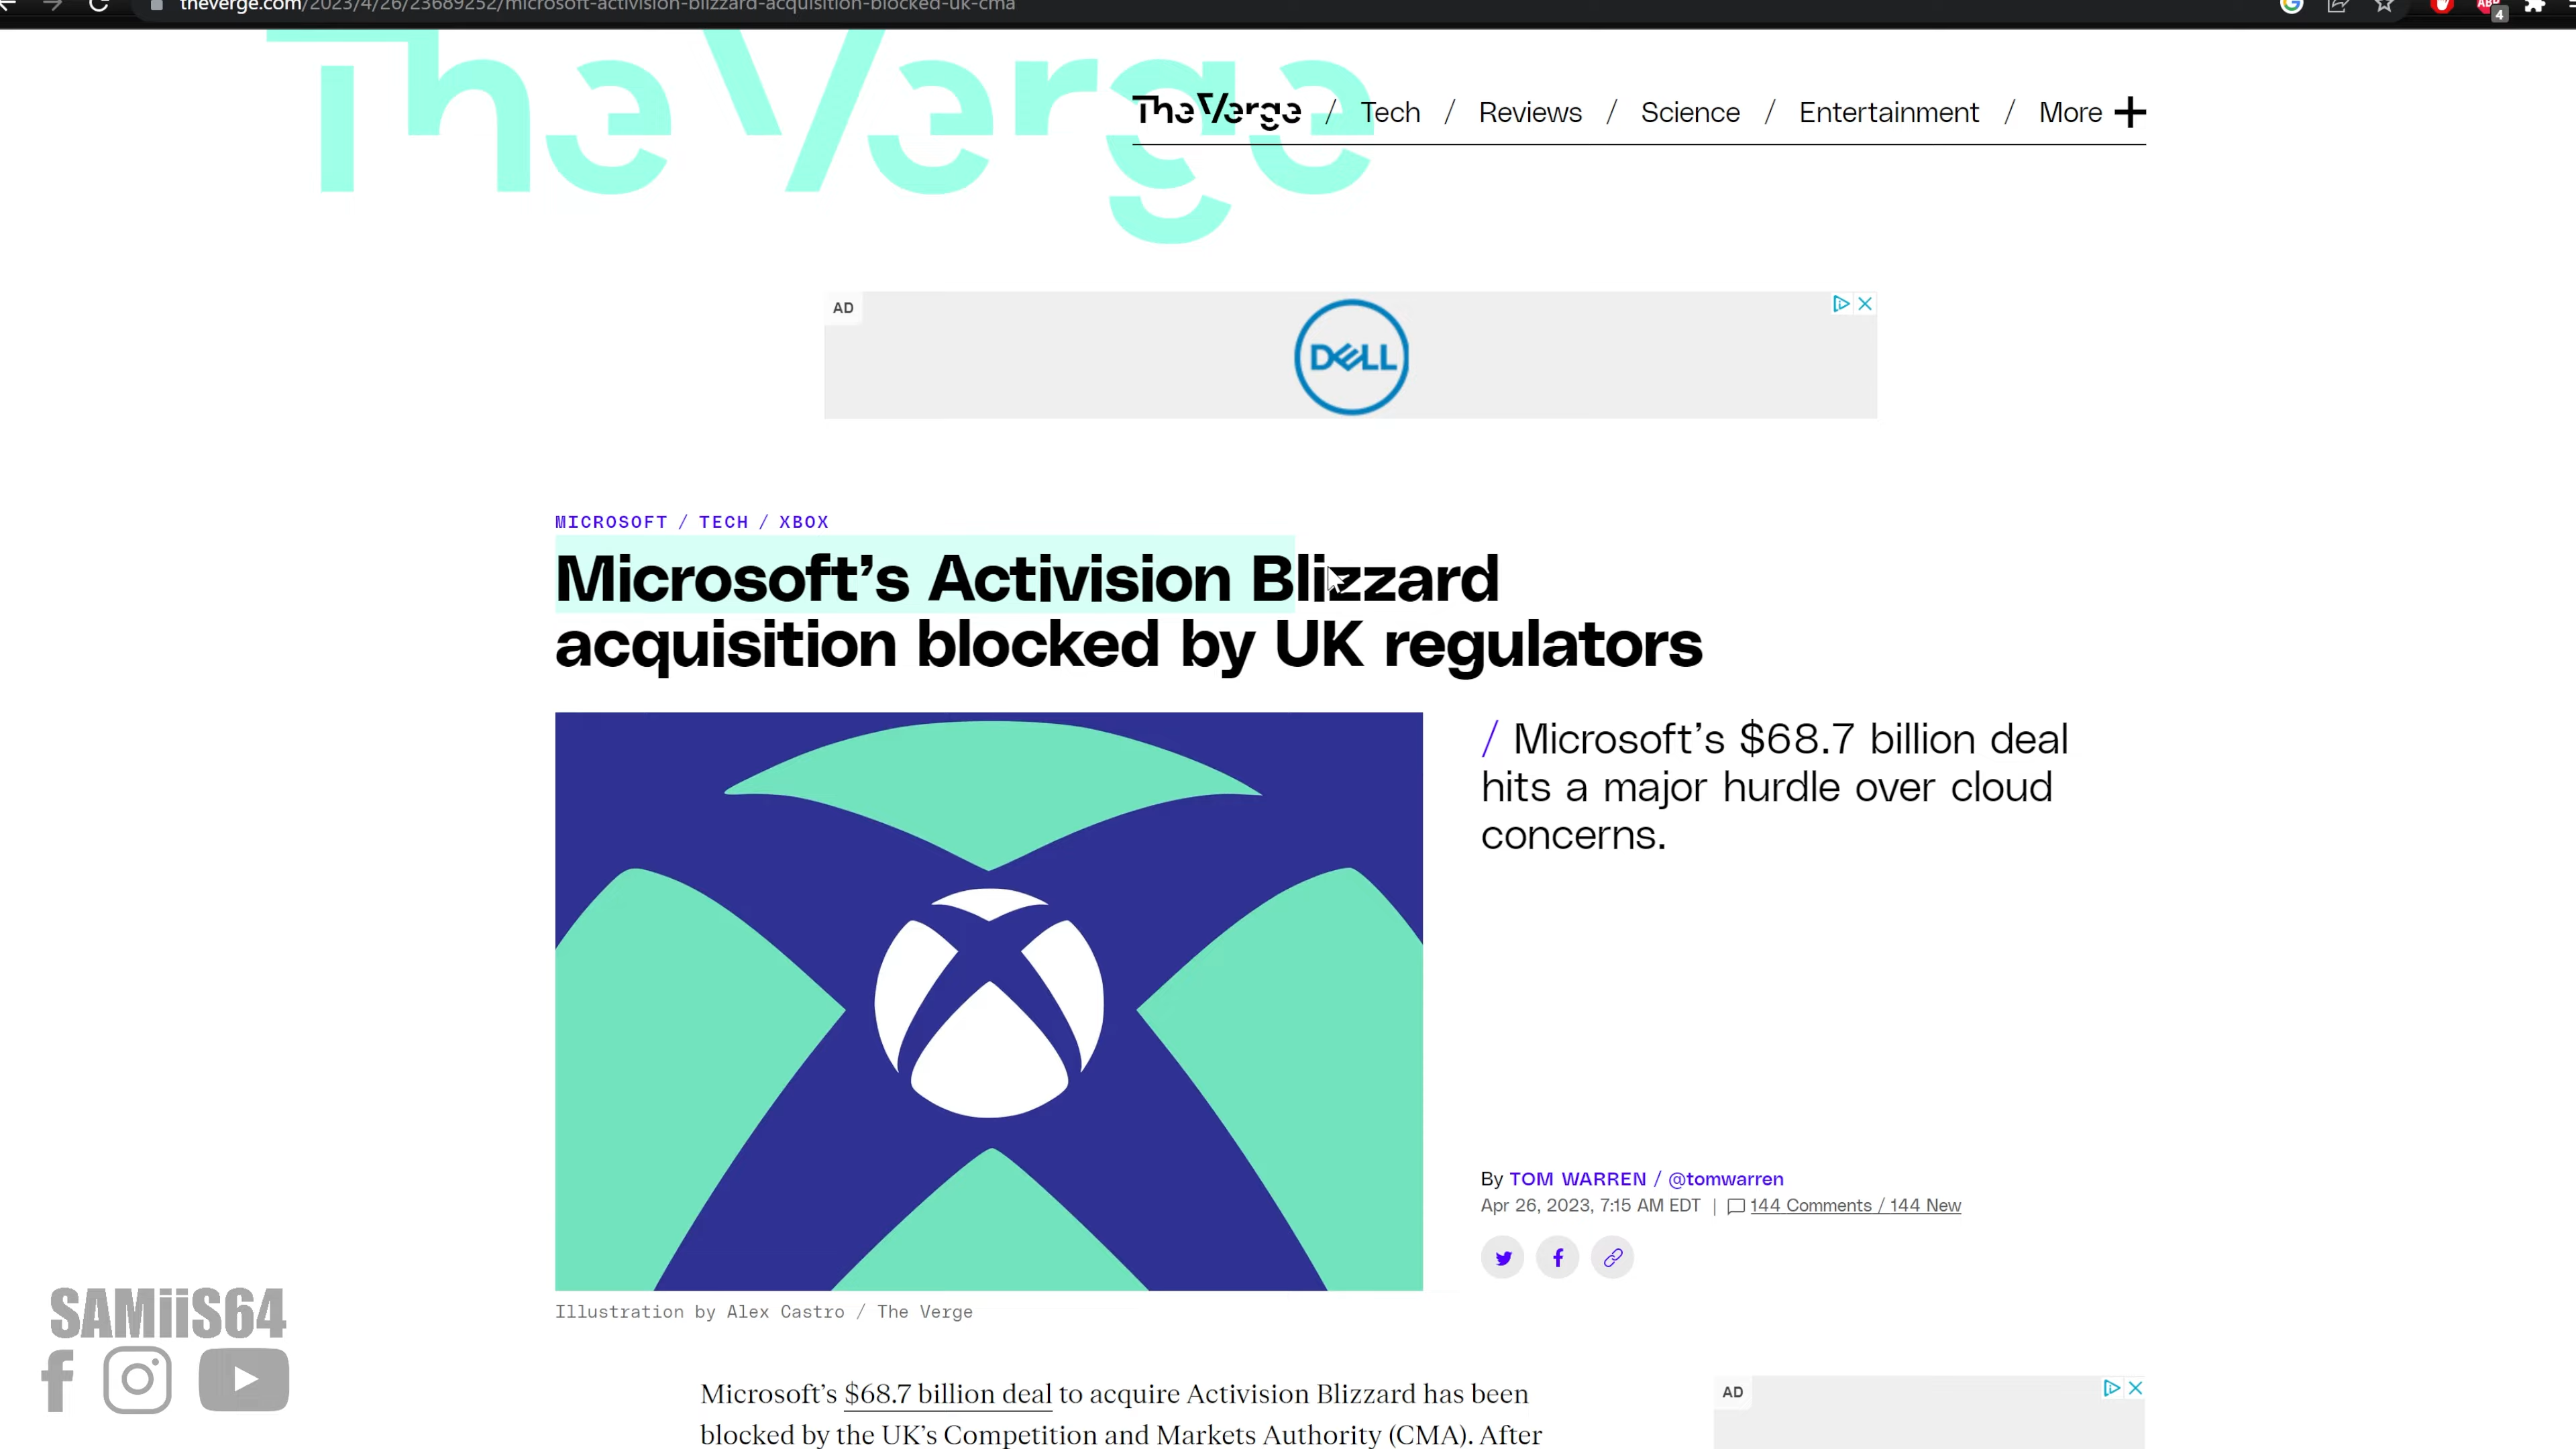 theverge.com/2023/4/26/23689252/microsoft-activision-blizzard-acquisition-blocked-uk-cma
ABP
4
The Verge
The Verge / Tech / Reviews / Science / Entertainment / More +
AD
DELL
MICROSOFT / TECH / XBOX
Microsoft’s Activision Blizzard
acquisition blocked by UK regulators
/ Microsoft’s $68.7 billion deal
hits a major hurdle over cloud
concerns.
By TOM WARREN / @tomwarren
Apr 26, 2023, 7:15 AM EDT | 144 Comments / 144 New
Illustration by Alex Castro / The Verge
SAMiiS64
Microsoft’s $68.7 billion deal to acquire Activision Blizzard has been
blocked by the UK’s Competition and Markets Authority (CMA). After
AD